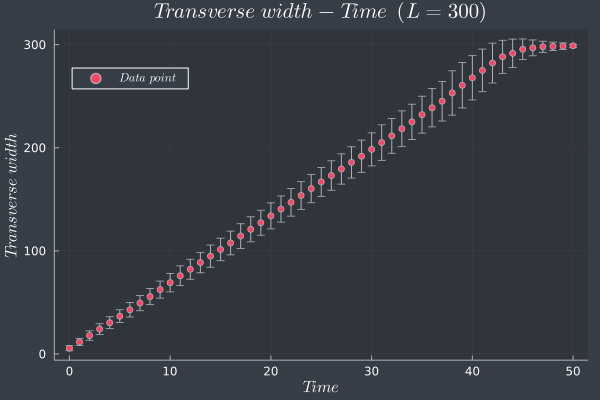 Transverse width − Time (L = 300)
300
Data point
200
100
0
Transverse width
0 10 20 30 40 50
Time